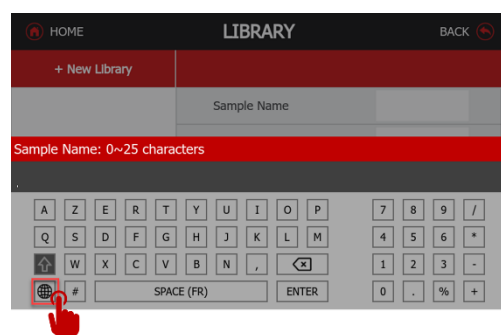 HOME LIBRARY BACK
+ New Library
Sample Name
Sample Name: 0~25 characters
A Z E R T Y U I O P 7 8 9 /
Q S D F G H J K L M 4 5 6 *
W X C V B N , 1 2 3 -
# SPACE (FR) ENTER 0 . % +